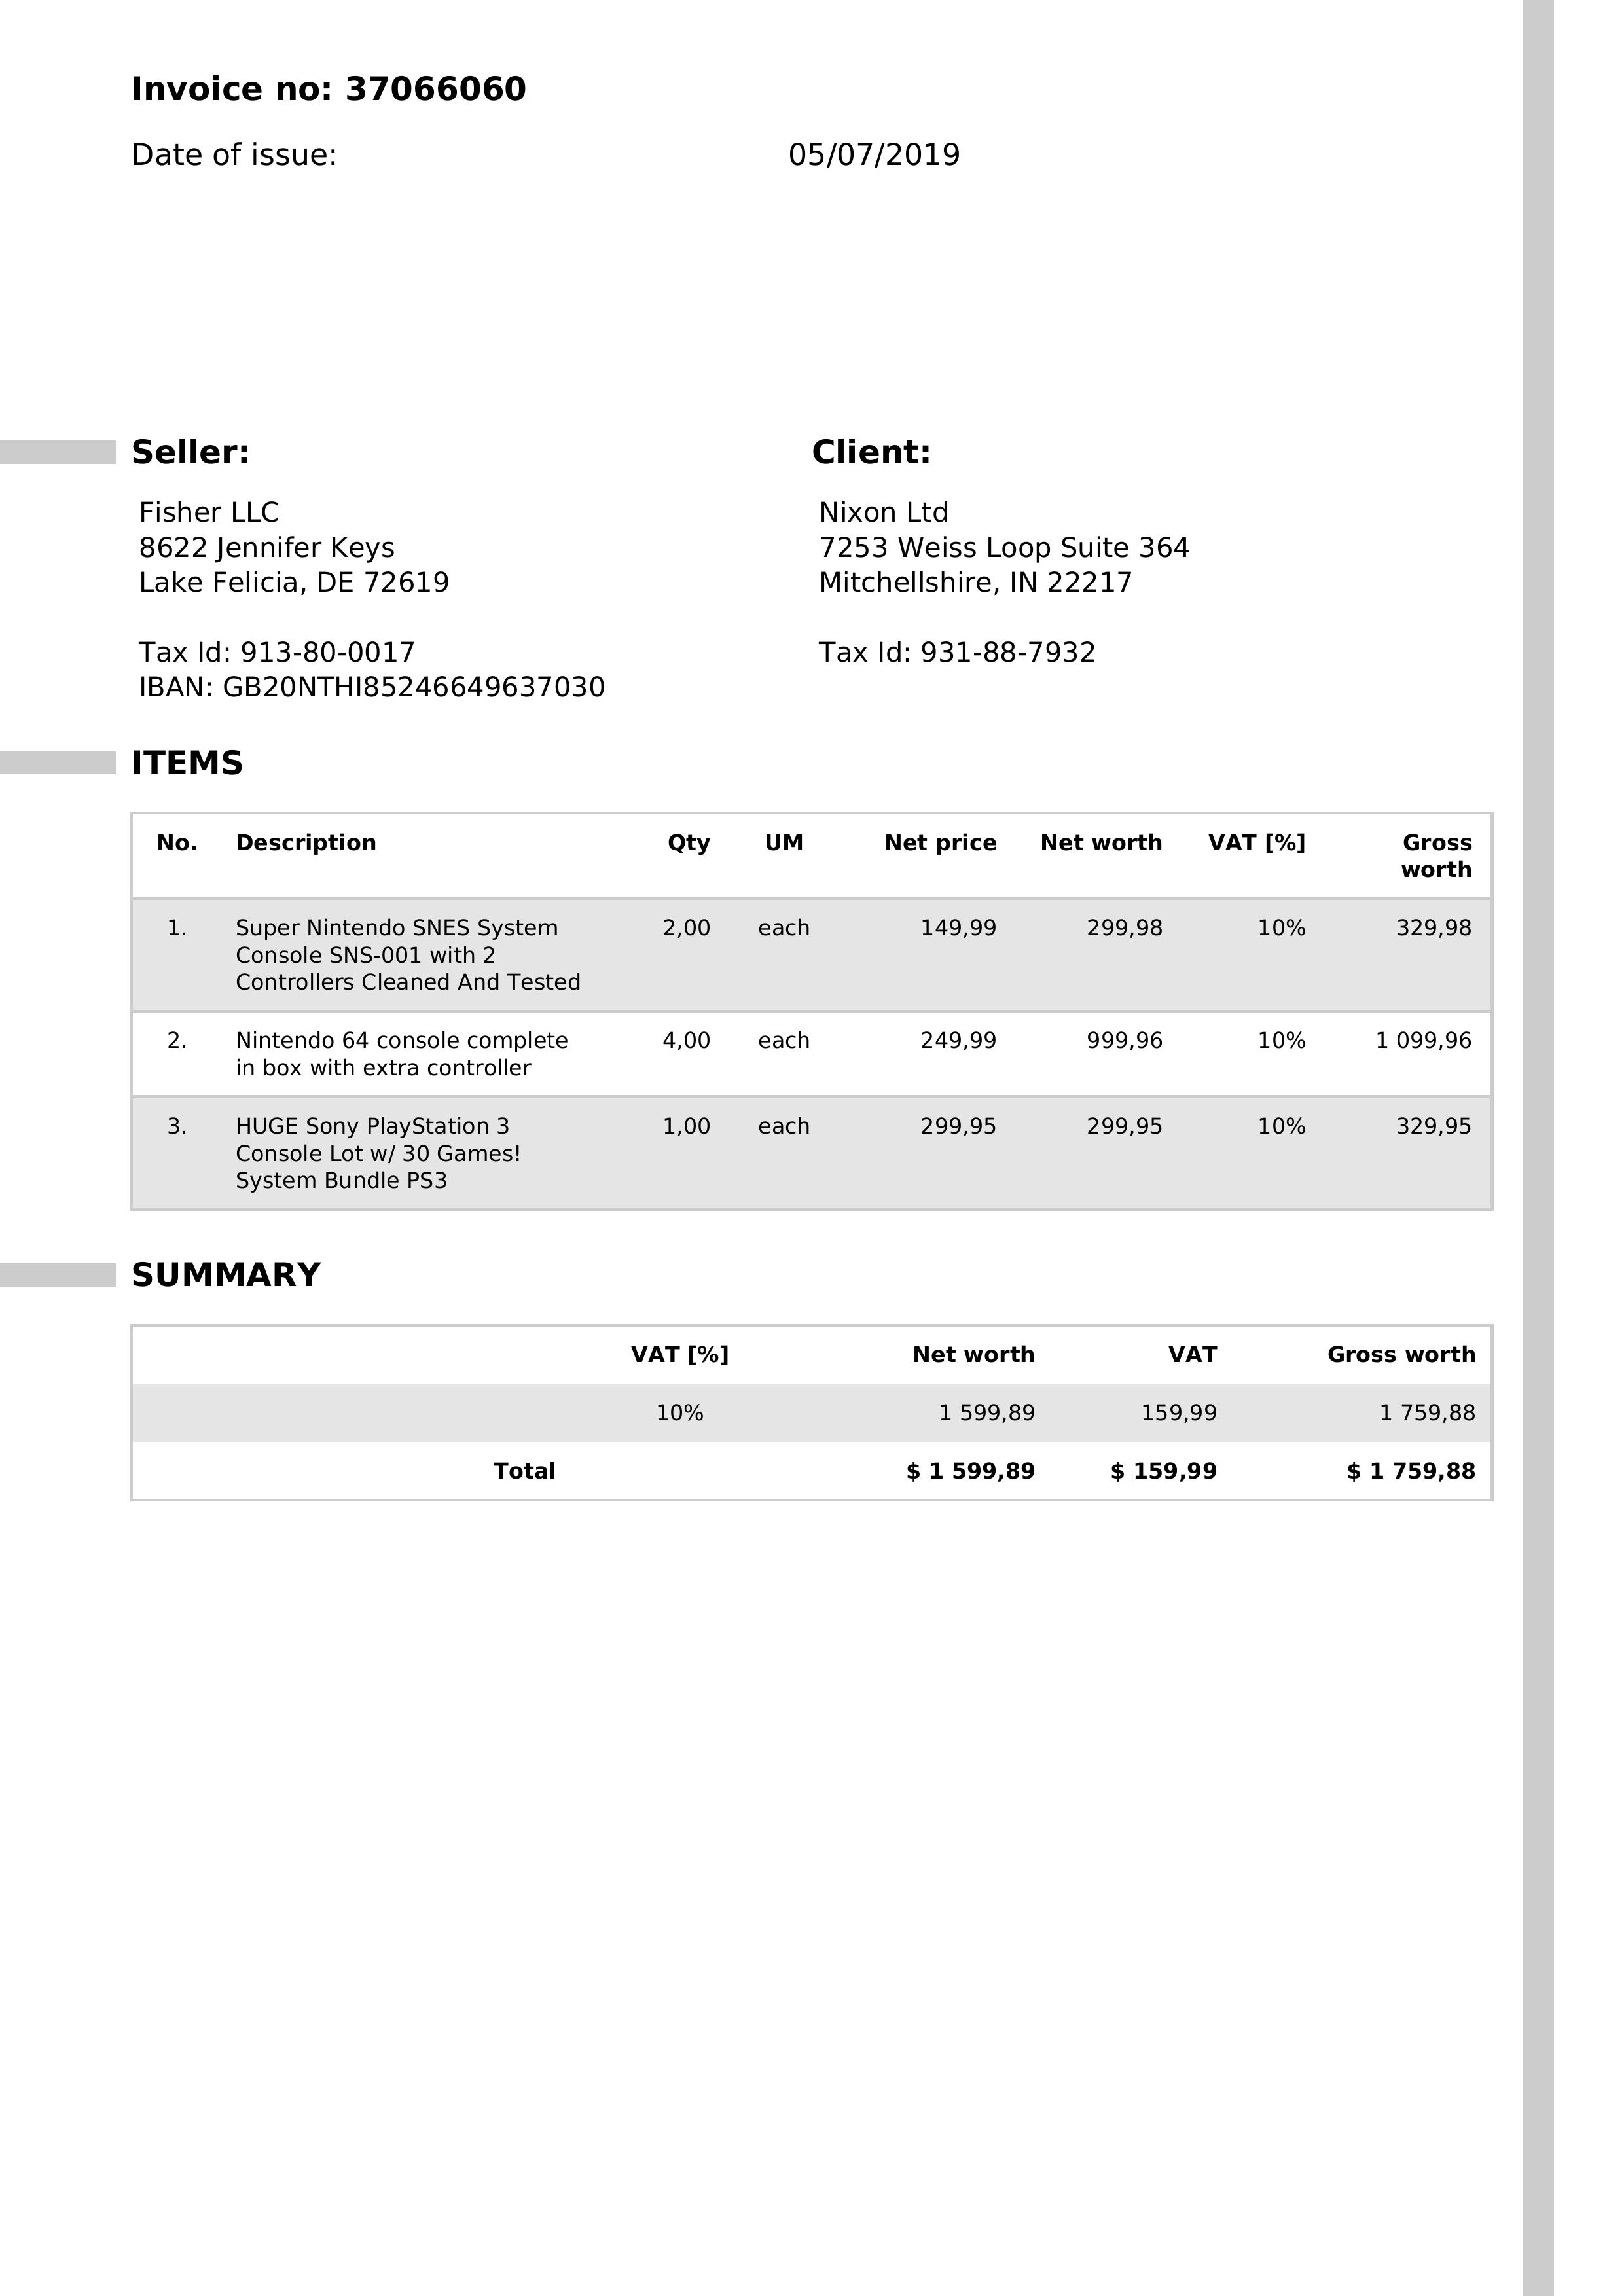 Invoice no: 37066060
Date of issue: 05/07/2019
Seller:
Fisher LLC
8622 Jennifer Keys
Lake Felicia, DE 72619
Tax Id: 913-80-0017
IBAN: GB20NTHI85246649637030
Client:
Nixon Ltd
7253 Weiss Loop Suite 364
Mitchellshire, IN 22217
Tax Id: 931-88-7932
ITEMS
No. Description Qty UM Net price Net worth VAT [%] Gross
worth
1. Super Nintendo SNES System 2,00 each 149,99 299,98 10% 329,98
Console SNS-001 with 2
Controllers Cleaned And Tested
2. Nintendo 64 console complete 4,00 each 249,99 999,96 10% 1 099,96
in box with extra controller
3. HUGE Sony PlayStation 3 1,00 each 299,95 299,95 10% 329,95
Console Lot w/ 30 Games!
System Bundle PS3
SUMMARY
VAT [%] Net worth VAT Gross worth
10% 1 599,89 159,99 1 759,88
Total $ 1 599,89 $ 159,99 $ 1 759,88